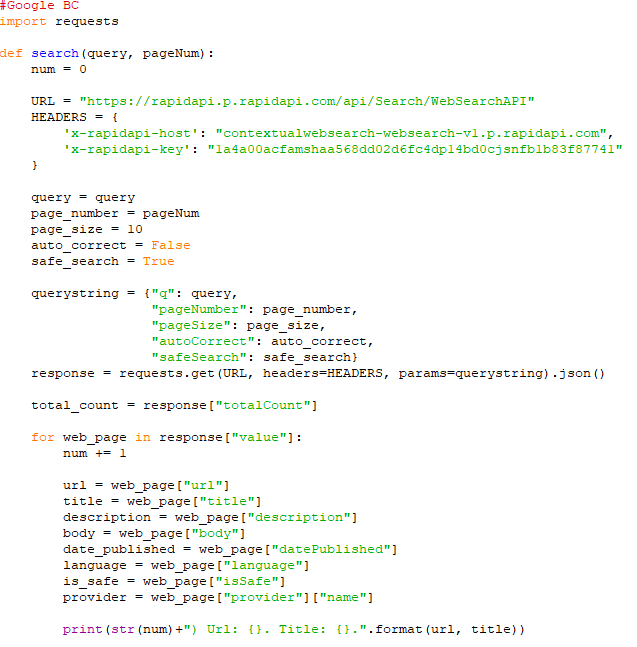 #Google BC
import requests

def search(query, pageNum):
    num = 0

    URL = "https://rapidapi.p.rapidapi.com/api/Search/WebSearchAPI"
    HEADERS = {
        'x-rapidapi-host': "contextualwebsearch-websearch-v1.p.rapidapi.com",
        'x-rapidapi-key': "1a4a00acfamshaa568dd02d6fc4dp14bd0cjsnfb1b83f87741"
    }

    query = query
    page_number = pageNum
    page_size = 10
    auto_correct = False
    safe_search = True

    querystring = {"q": query,
                   "pageNumber": page_number,
                   "pageSize": page_size,
                   "autoCorrect": auto_correct,
                   "safeSearch": safe_search}
    response = requests.get(URL, headers=HEADERS, params=querystring).json()

    total_count = response["totalCount"]

    for web_page in response["value"]:
        num += 1

        url = web_page["url"]
        title = web_page["title"]
        description = web_page["description"]
        body = web_page["body"]
        date_published = web_page["datePublished"]
        language = web_page["language"]
        is_safe = web_page["isSafe"]
        provider = web_page["provider"]["name"]

        print(str(num)+") Url: {}. Title: {}.".format(url, title))